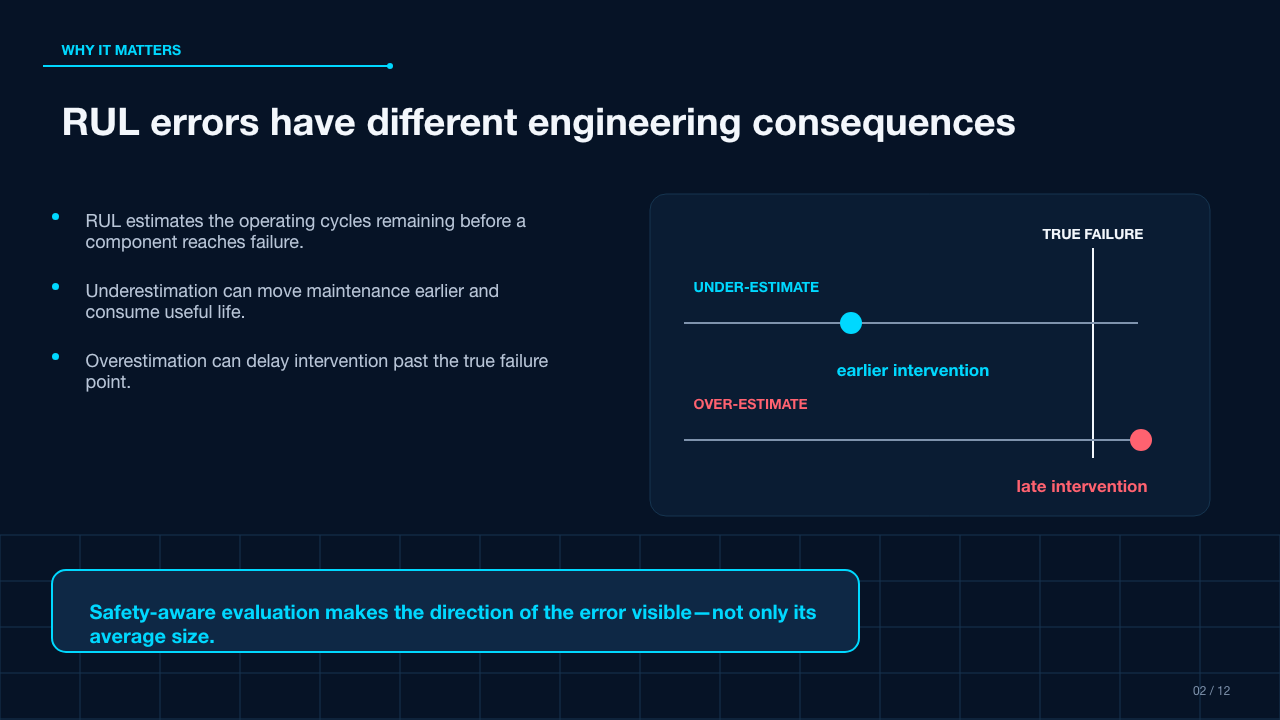 WHY IT MATTERS
RUL errors have different engineering consequences
RUL estimates the operating cycles remaining before a
component reaches failure.
Underestimation can move maintenance earlier and
consume useful life.
Overestimation can delay intervention past the true failure
point.
TRUE FAILURE
UNDER-ESTIMATE
earlier intervention
OVER-ESTIMATE
late intervention
Safety-aware evaluation makes the direction of the error visible—not only its
average size.
02 / 12